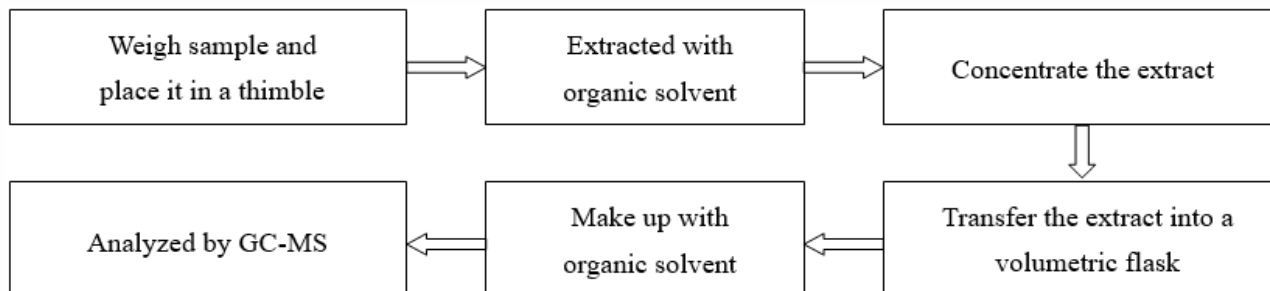 Weigh sample and
place it in a thimble
Extracted with
organic solvent
Concentrate the extract
Transfer the extract into a
volumetric flask
Make up with
organic solvent
Analyzed by GC-MS